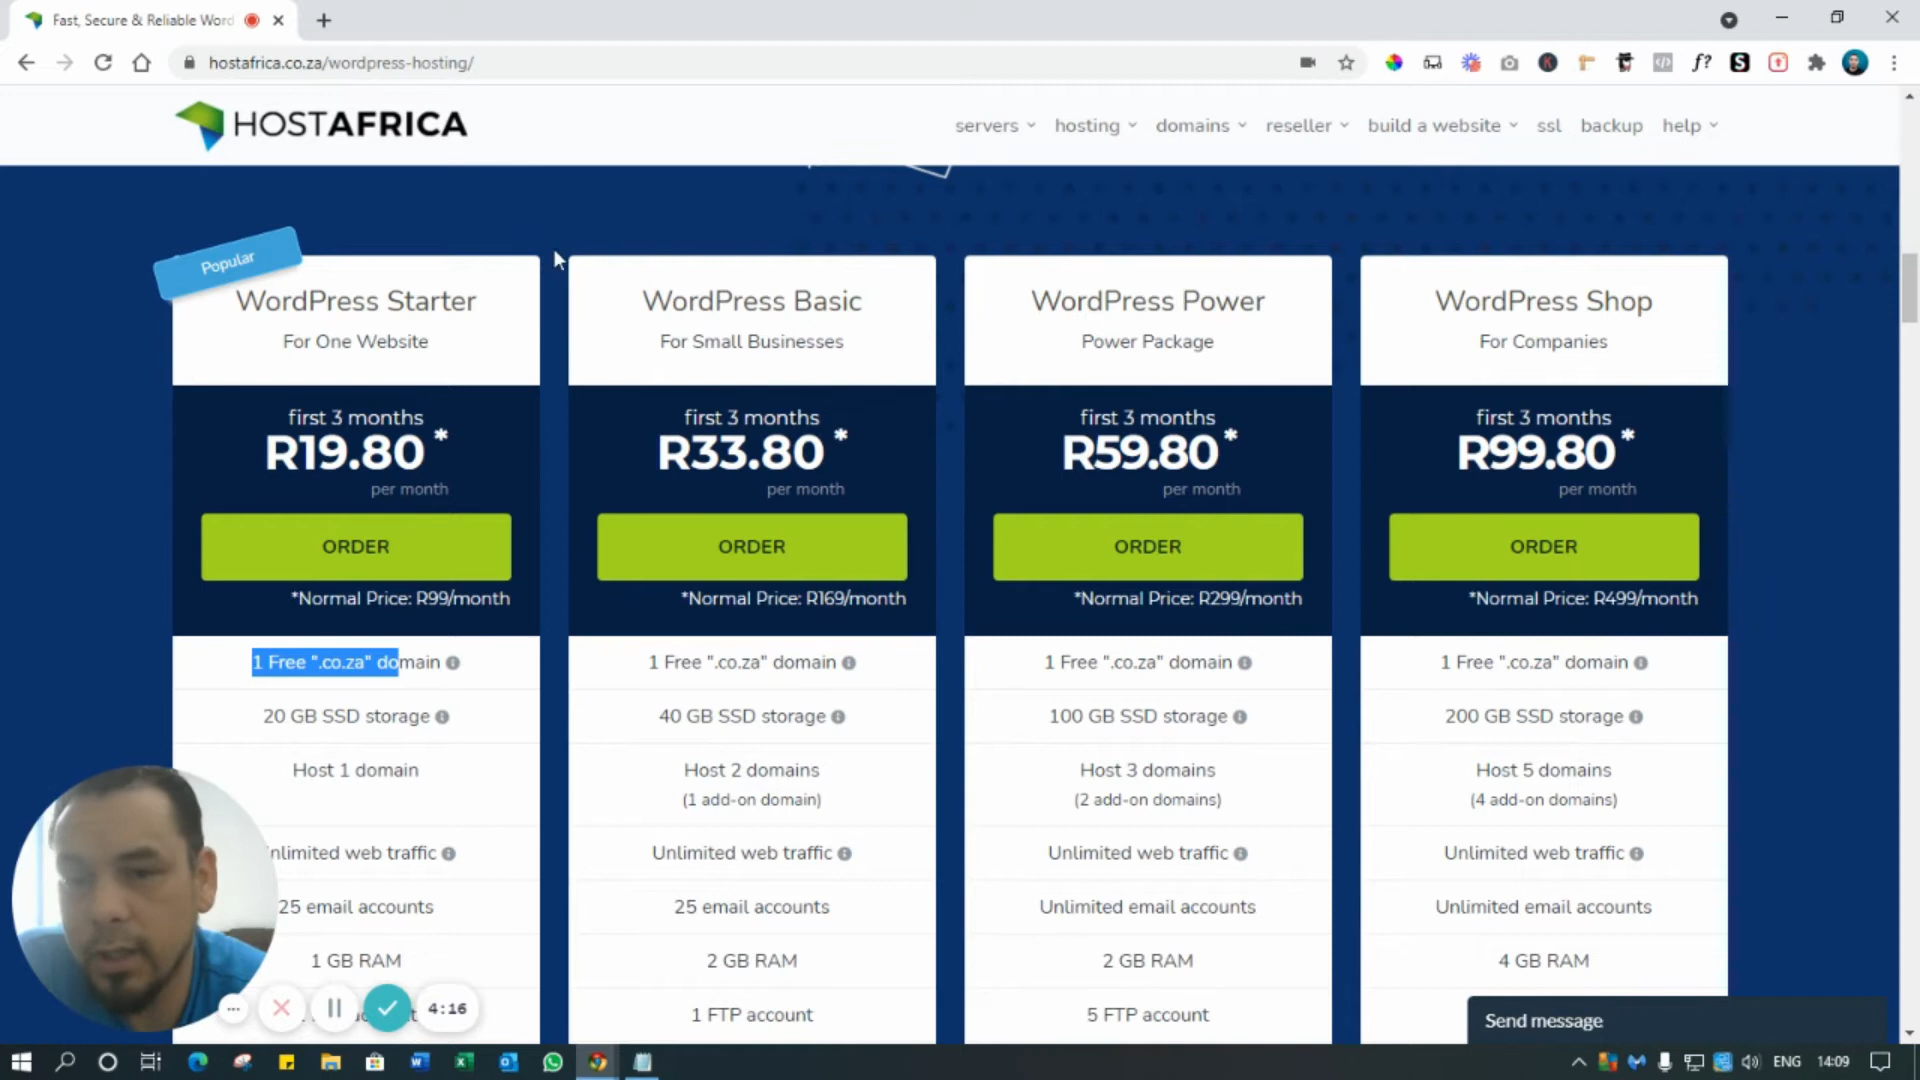 Fast, Secure & Reliable Word
hostafrica.co.za/wordpress-hosting/
HOSTAFRICA
servers
hosting
domains
reseller
build a website
ssl
backup
help
Popular
WordPress Starter
For One Website
first 3 months
R19.80 *
per month
ORDER
*Normal Price: R99/month
1 Free ".co.za" domain
20 GB SSD storage
Host 1 domain
nlimited web traffic
25 email accounts
1 GB RAM
WordPress Basic
For Small Businesses
first 3 months
R33.80 *
per month
ORDER
*Normal Price: R169/month
1 Free ".co.za" domain
40 GB SSD storage
Host 2 domains
(1 add-on domain)
Unlimited web traffic
25 email accounts
2 GB RAM
1 FTP account
WordPress Power
Power Package
first 3 months
R59.80 *
per month
ORDER
*Normal Price: R299/month
1 Free ".co.za" domain
100 GB SSD storage
Host 3 domains
(2 add-on domains)
Unlimited web traffic
Unlimited email accounts
2 GB RAM
5 FTP account
WordPress Shop
For Companies
first 3 months
R99.80 *
per month
ORDER
*Normal Price: R499/month
1 Free ".co.za" domain
200 GB SSD storage
Host 5 domains
(4 add-on domains)
Unlimited web traffic
Unlimited email accounts
4 GB RAM
4:16
Send message
ENG
14:09